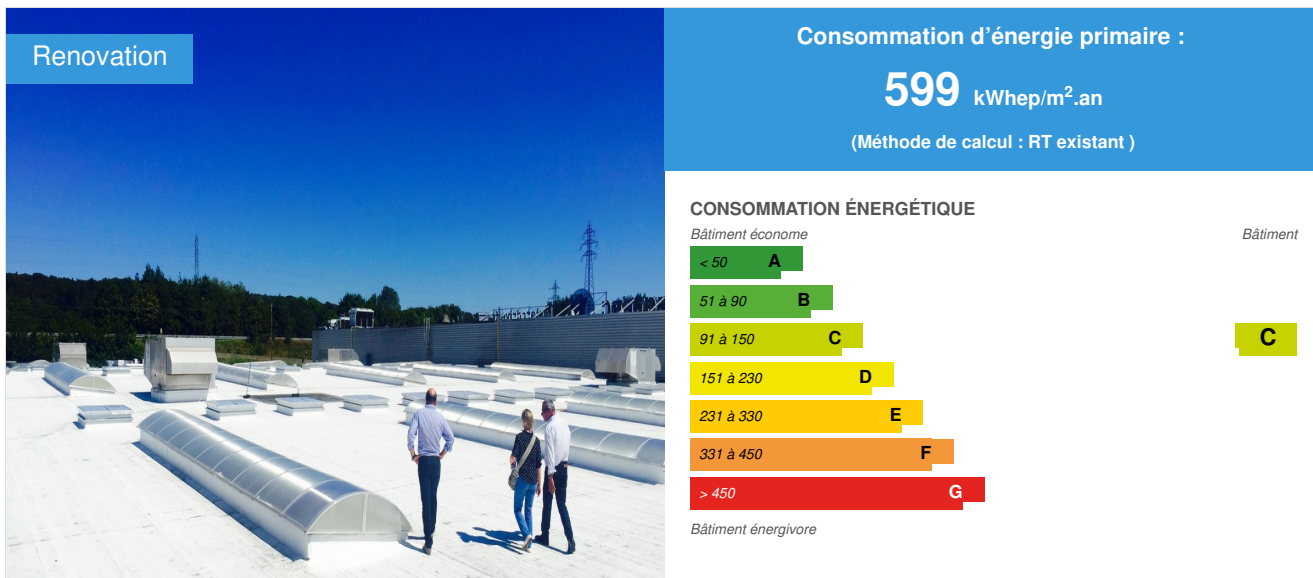 Renovation
Consommation d'énergie primaire :
599 kWhep/m².an
(Méthode de calcul : RT existant )
CONSOMMATION ÉNERGÉTIQUE
Bâtiment économe
Bâtiment
< 50 A
51 à 90 B
91 à 150 C
C
151 à 230 D
231 à 330 E
331 à 450 F
> 450 G
Bâtiment énergivore